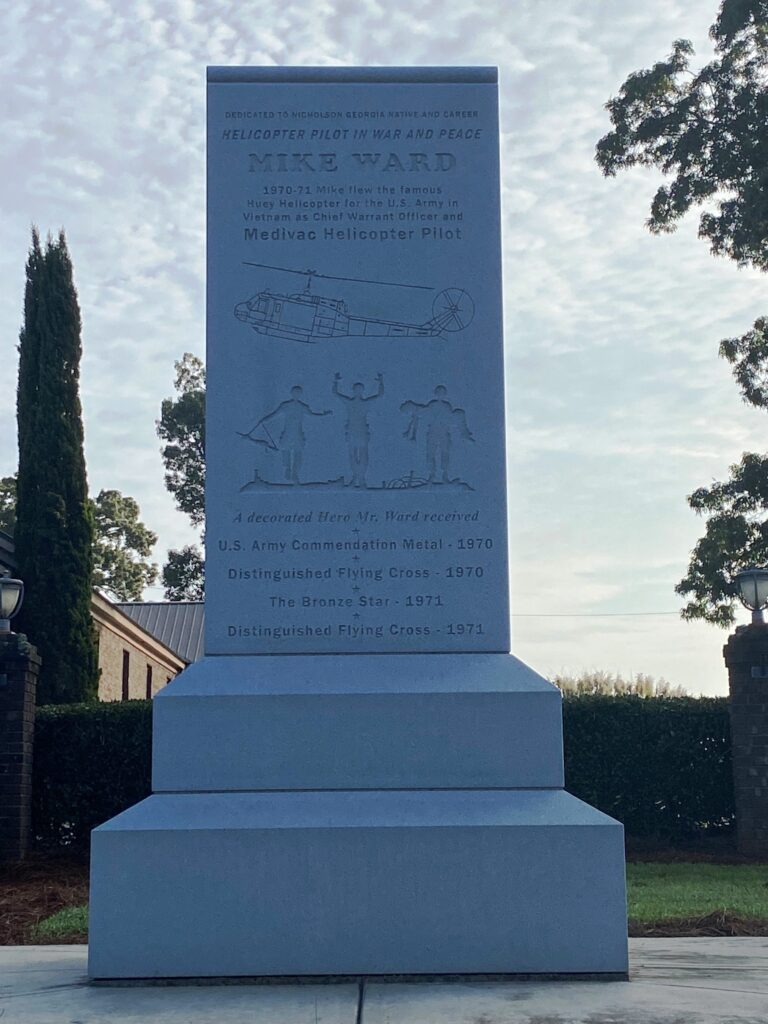 DEDICATED TO NICHOLSON GEORGIA NATIVE AND CAREER
HELICOPTER PILOT IN WAR AND PEACE
MIKE WARD
1970-71 Mike flew the famous
Huey Helicopter for the U.S. Army in
Vietnam as Chief Warrant Officer and
Medivac Helicopter Pilot
A decorated Hero Mr. Ward received
U.S. Army Commendation Metal - 1970
Distinguished Flying Cross - 1970
The Bronze Star - 1971
Distinguished Flying Cross - 1971